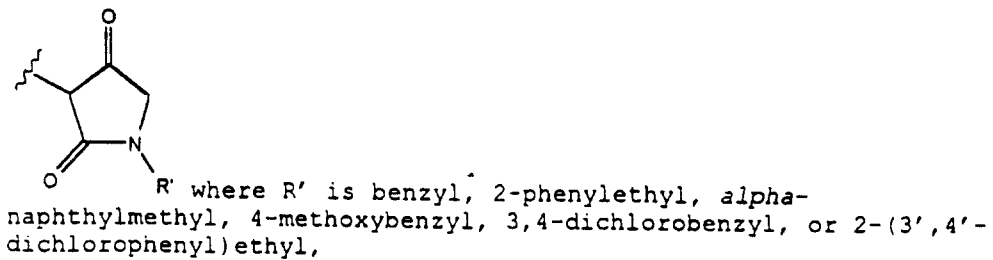 O
O
N
R' where R' is benzyl, 2-phenylethyl, alpha-
naphthylmethyl, 4-methoxybenzyl, 3,4-dichlorobenzyl, or 2-(3',4'-
dichlorophenyl)ethyl,